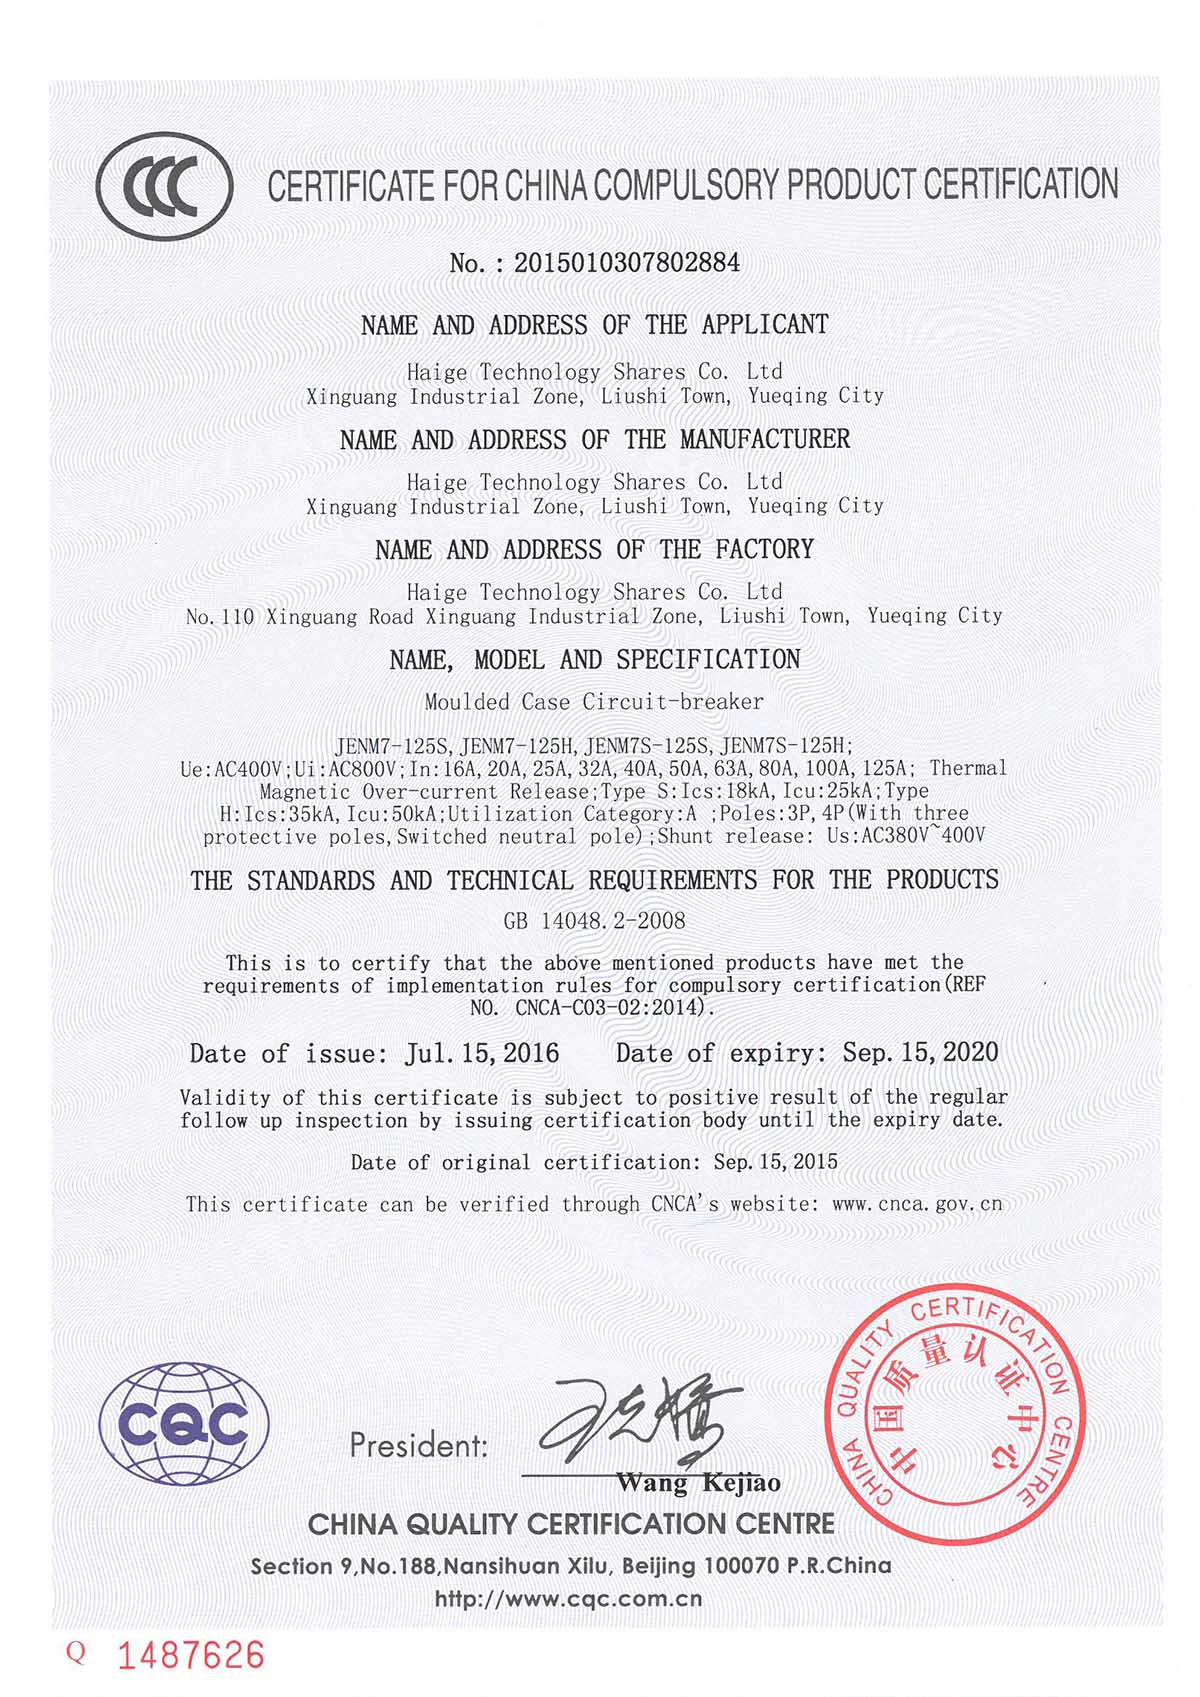 CCC
CERTIFICATE FOR CHINA COMPULSORY PRODUCT CERTIFICATION
No. : 2015010307802884
NAME AND ADDRESS OF THE APPLICANT
Haige Technology Shares Co. Ltd
Xinguang Industrial Zone, Liushi Town, Yueqing City
NAME AND ADDRESS OF THE MANUFACTURER
Haige Technology Shares Co. Ltd
Xinguang Industrial Zone, Liushi Town, Yueqing City
NAME AND ADDRESS OF THE FACTORY
Haige Technology Shares Co. Ltd
No.110 Xinguang Road Xinguang Industrial Zone, Liushi Town, Yueqing City
NAME, MODEL AND SPECIFICATION
Moulded Case Circuit-breaker
JENM7-125S, JENM7-125H, JENM7S-125S, JENM7S-125H;
Ue:AC400V;Ui:AC800V;In:16A, 20A, 25A, 32A, 40A, 50A, 63A, 80A, 100A, 125A; Thermal
Magnetic Over-current Release;Type S:Ics:18kA, Icu:25kA;Type
H:Ics:35kA, Icu:50kA;Utilization Category:A ;Poles:3P, 4P(With three
protective poles, Switched neutral pole);Shunt release: Us:AC380V~400V
THE STANDARDS AND TECHNICAL REQUIREMENTS FOR THE PRODUCTS
GB 14048.2-2008
This is to certify that the above mentioned products have met the
requirements of implementation rules for compulsory certification(REF
NO. CNCA-C03-02:2014).
Date of issue: Jul. 15, 2016 Date of expiry: Sep. 15, 2020
Validity of this certificate is subject to positive result of the regular
follow up inspection by issuing certification body until the expiry date.
Date of original certification: Sep. 15, 2015
This certificate can be verified through CNCA's website: www.cnca.gov.cn
CQC
President:
王克娇
Wang Kejiao
CHINA QUALITY CERTIFICATION CENTRE
中国质量认证中心
CHINA QUALITY CERTIFICATION CENTRE
Section 9,No.188,Nansihuan Xilu, Beijing 100070 P.R.China
http://www.cqc.com.cn
Q 1487626